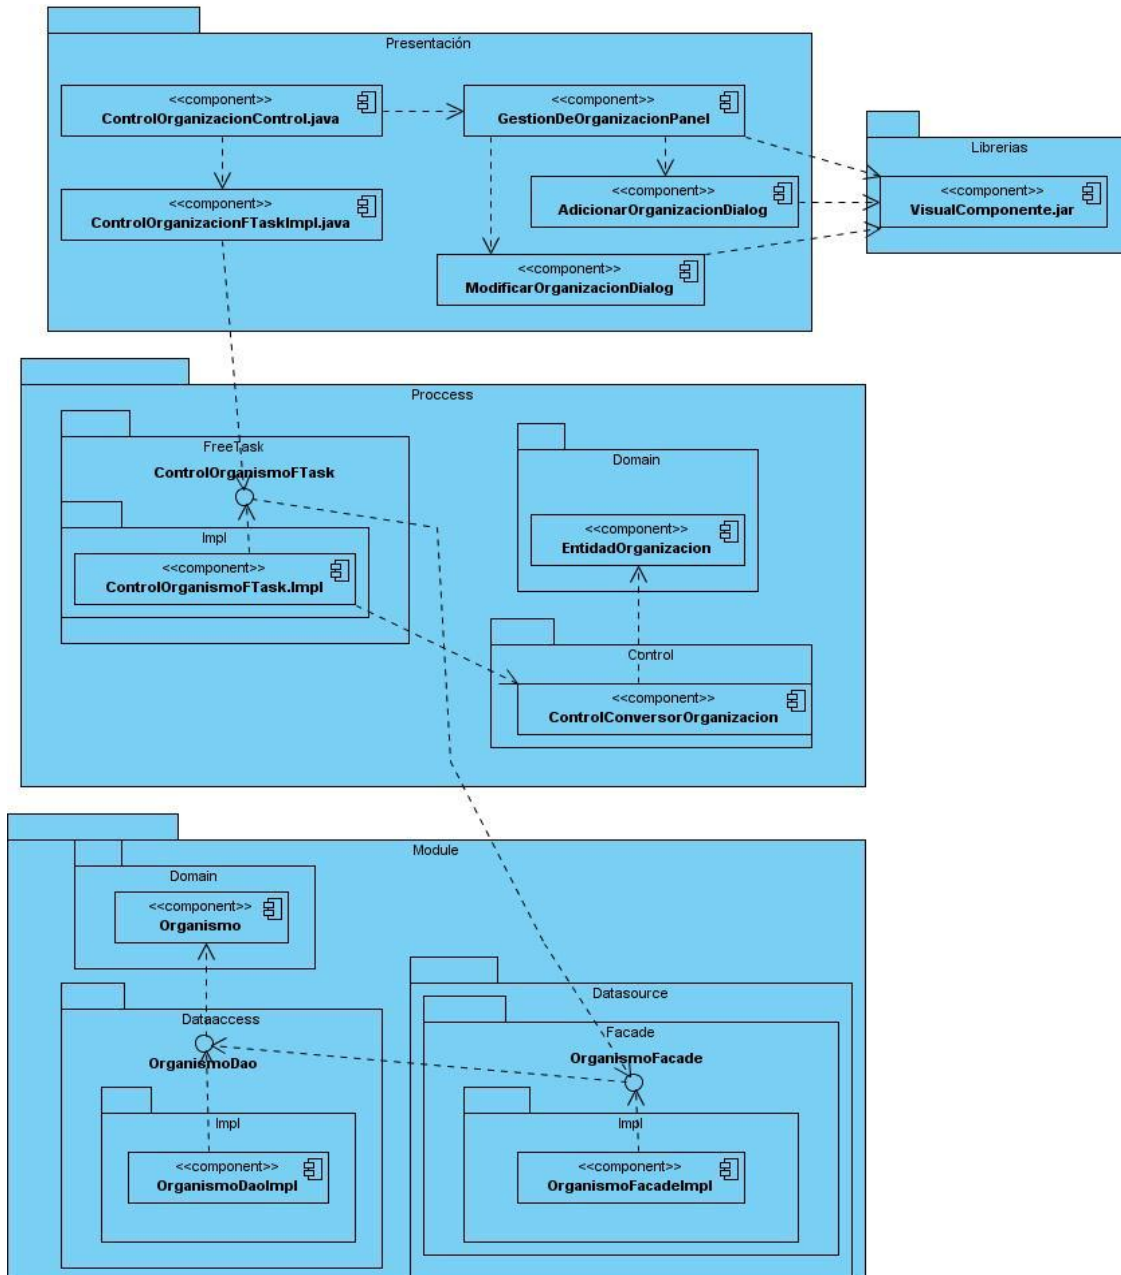 Presentación
<<component>>
ControlOrganizacionControl.java
<<component>>
GestionDeOrganizacionPanel
Librerias
<<component>>
ControlOrganizacionFTaskImpl.java
<<component>>
AdicionarOrganizacionDialog
<<component>>
VisualComponente.jar
<<component>>
ModificarOrganizacionDialog
Proccess
FreeTask
ControlOrganismoFTask
Domain
Impl
<<component>>
EntidadOrganizacion
<<component>>
ControlOrganismoFTask.Impl
Control
<<component>>
ControlConversorOrganizacion
Module
Domain
<<component>>
Organismo
Datasource
Dataaccess
Facade
OrganismoDao
OrganismoFacade
Impl
Impl
<<component>>
OrganismoDaoImpl
<<component>>
OrganismoFacadeImpl